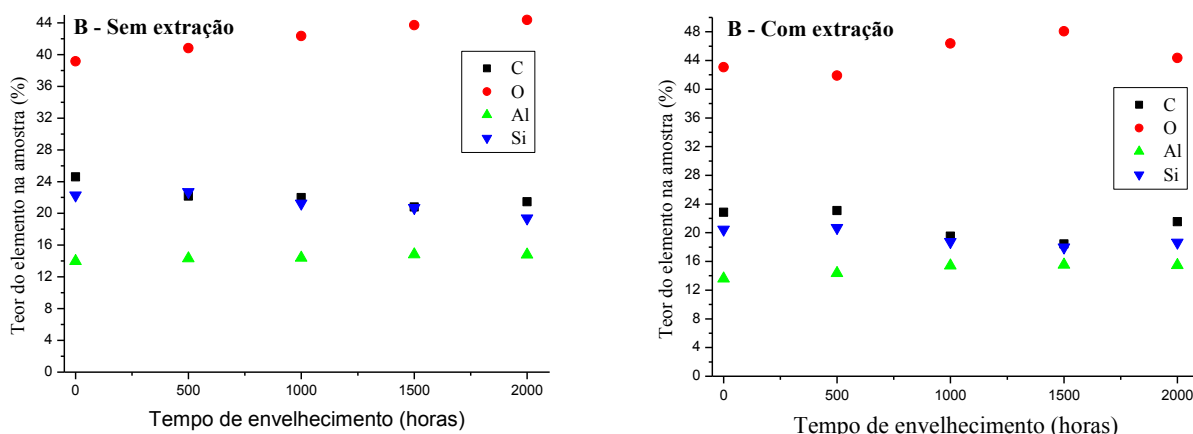 B - Sem extração
44
40
36
32
28
24
20
16
12
8
4
0
Teor do elemento na amostra (%)
C
O
Al
Si
0
500
1000
1500
2000
Tempo de envelhecimento (horas)
B - Com extração
48
44
40
36
32
28
24
20
16
12
8
4
0
Teor do elemento na amostra (%)
C
O
Al
Si
0
500
1000
1500
2000
Tempo de envelhecimento (horas)